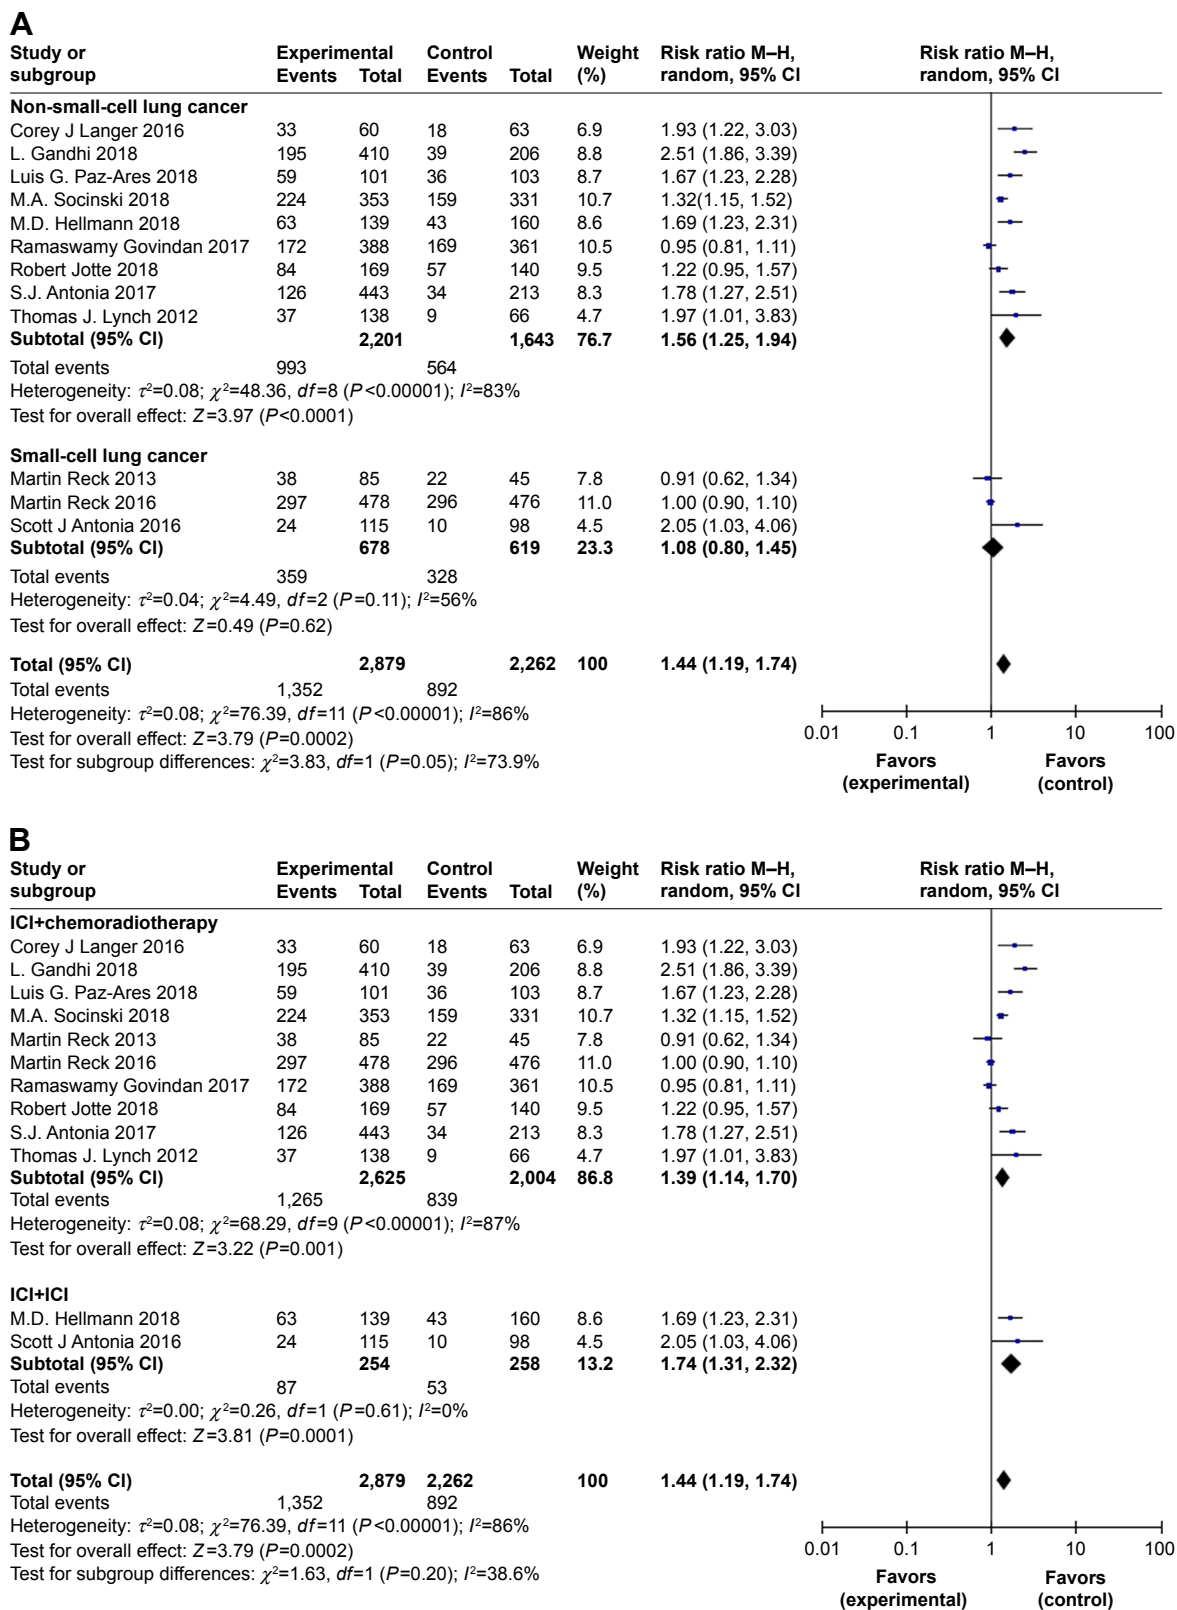 A
Study or subgroup Experimental Events Total Control Events Total Weight (%) Risk ratio M–H, random, 95% CI Risk ratio M–H, random, 95% CI
Non-small-cell lung cancer
Corey J Langer 2016 33 60 18 63 6.9 1.93 (1.22, 3.03)
L. Gandhi 2018 195 410 39 206 8.8 2.51 (1.86, 3.39)
Luis G. Paz-Ares 2018 59 101 36 103 8.7 1.67 (1.23, 2.28)
M.A. Socinski 2018 224 353 159 331 10.7 1.32(1.15, 1.52)
M.D. Hellmann 2018 63 139 43 160 8.6 1.69 (1.23, 2.31)
Ramaswamy Govindan 2017 172 388 169 361 10.5 0.95 (0.81, 1.11)
Robert Jotte 2018 84 169 57 140 9.5 1.22 (0.95, 1.57)
S.J. Antonia 2017 126 443 34 213 8.3 1.78 (1.27, 2.51)
Thomas J. Lynch 2012 37 138 9 66 4.7 1.97 (1.01, 3.83)
Subtotal (95% CI) 2,201 1,643 76.7 1.56 (1.25, 1.94)
Total events 993 564
Heterogeneity: τ²=0.08; χ²=48.36, df=8 (P<0.00001); I²=83%
Test for overall effect: Z=3.97 (P<0.0001)
Small-cell lung cancer
Martin Reck 2013 38 85 22 45 7.8 0.91 (0.62, 1.34)
Martin Reck 2016 297 478 296 476 11.0 1.00 (0.90, 1.10)
Scott J Antonia 2016 24 115 10 98 4.5 2.05 (1.03, 4.06)
Subtotal (95% CI) 678 619 23.3 1.08 (0.80, 1.45)
Total events 359 328
Heterogeneity: τ²=0.04; χ²=4.49, df=2 (P=0.11); I²=56%
Test for overall effect: Z=0.49 (P=0.62)
Total (95% CI) 2,879 2,262 100 1.44 (1.19, 1.74)
Total events 1,352 892
Heterogeneity: τ²=0.08; χ²=76.39, df=11 (P<0.00001); I²=86%
Test for overall effect: Z=3.79 (P=0.0002)
Test for subgroup differences: χ²=3.83, df=1 (P=0.05); I²=73.9%
0.01 0.1 1 10 100
Favors (experimental) Favors (control)
B
Study or subgroup Experimental Events Total Control Events Total Weight (%) Risk ratio M–H, random, 95% CI Risk ratio M–H, random, 95% CI
ICI+chemoradiotherapy
Corey J Langer 2016 33 60 18 63 6.9 1.93 (1.22, 3.03)
L. Gandhi 2018 195 410 39 206 8.8 2.51 (1.86, 3.39)
Luis G. Paz-Ares 2018 59 101 36 103 8.7 1.67 (1.23, 2.28)
M.A. Socinski 2018 224 353 159 331 10.7 1.32 (1.15, 1.52)
Martin Reck 2013 38 85 22 45 7.8 0.91 (0.62, 1.34)
Martin Reck 2016 297 478 296 476 11.0 1.00 (0.90, 1.10)
Ramaswamy Govindan 2017 172 388 169 361 10.5 0.95 (0.81, 1.11)
Robert Jotte 2018 84 169 57 140 9.5 1.22 (0.95, 1.57)
S.J. Antonia 2017 126 443 34 213 8.3 1.78 (1.27, 2.51)
Thomas J. Lynch 2012 37 138 9 66 4.7 1.97 (1.01, 3.83)
Subtotal (95% CI) 2,625 2,004 86.8 1.39 (1.14, 1.70)
Total events 1,265 839
Heterogeneity: τ²=0.08; χ²=68.29, df=9 (P<0.00001); I²=87%
Test for overall effect: Z=3.22 (P=0.001)
ICI+ICI
M.D. Hellmann 2018 63 139 43 160 8.6 1.69 (1.23, 2.31)
Scott J Antonia 2016 24 115 10 98 4.5 2.05 (1.03, 4.06)
Subtotal (95% CI) 254 258 13.2 1.74 (1.31, 2.32)
Total events 87 53
Heterogeneity: τ²=0.00; χ²=0.26, df=1 (P=0.61); I²=0%
Test for overall effect: Z=3.81 (P=0.0001)
Total (95% CI) 2,879 2,262 100 1.44 (1.19, 1.74)
Total events 1,352 892
Heterogeneity: τ²=0.08; χ²=76.39, df=11 (P<0.00001); I²=86%
Test for overall effect: Z=3.79 (P=0.0002)
Test for subgroup differences: χ²=1.63, df=1 (P=0.20); I²=38.6%
0.01 0.1 1 10 100
Favors (experimental) Favors (control)